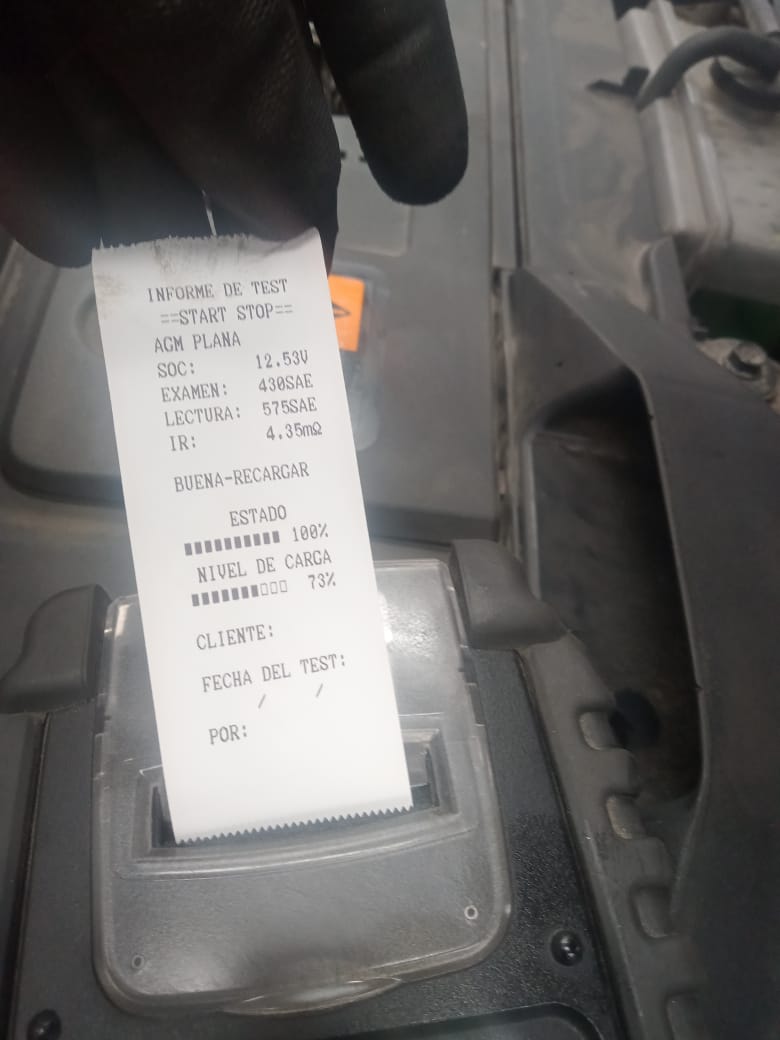 INFORME DE TEST
==START STOP==
AGM PLANA
SOC: 12.53V
EXAMEN: 430SAE
LECTURA: 575SAE
IR: 4.35mΩ
BUENA-RECARGAR
ESTADO
100%
NIVEL DE CARGA
73%
CLIENTE:
FECHA DEL TEST:
/ /
POR: